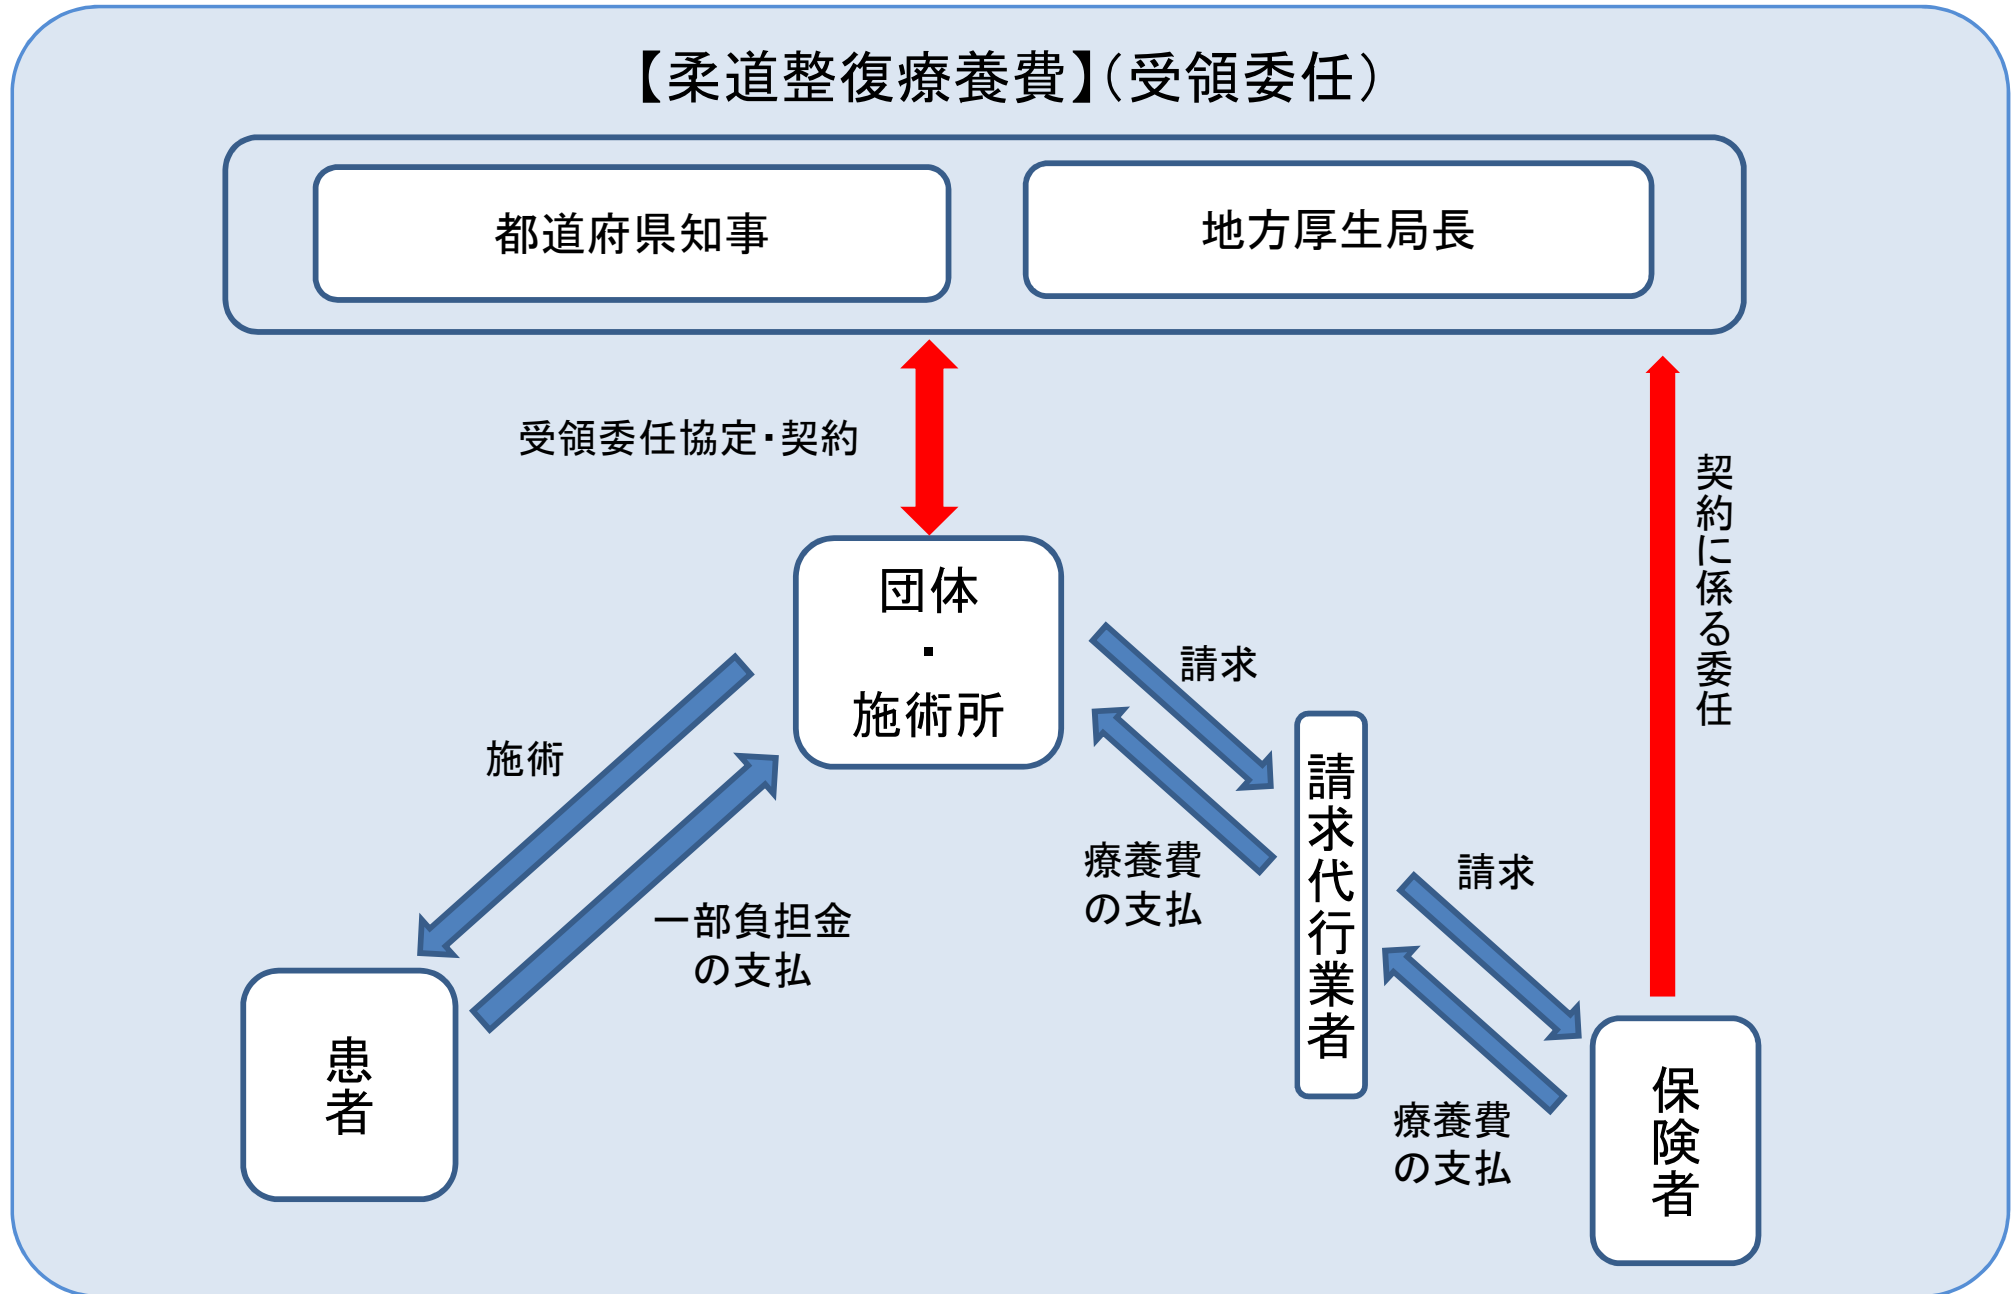 【柔道整復療養費】(受領委任)
都道府県知事
地方厚生局長
受領委任協定・契約
契約に係る委任
団体
・
施術所
請求
施術
請求代行業者
療養費
の支払
請求
一部負担金
の支払
患者
保険者
療養費
の支払